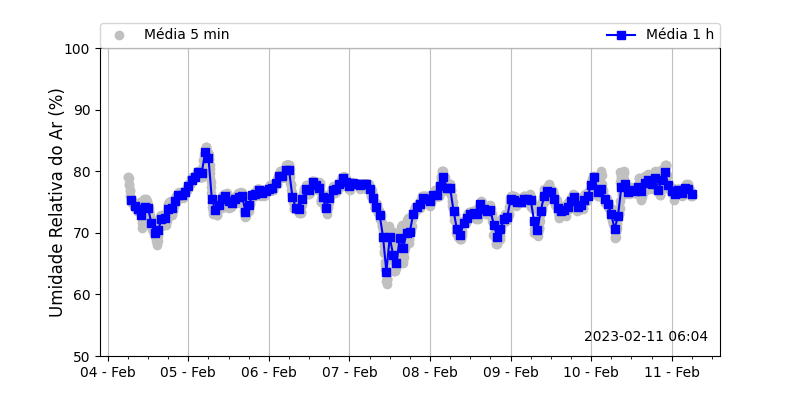 Média 5 min
Média 1 h
Umidade Relativa do Ar (%)
100
90
80
70
60
50
2023-02-11 06:04
04 - Feb
05 - Feb
06 - Feb
07 - Feb
08 - Feb
09 - Feb
10 - Feb
11 - Feb